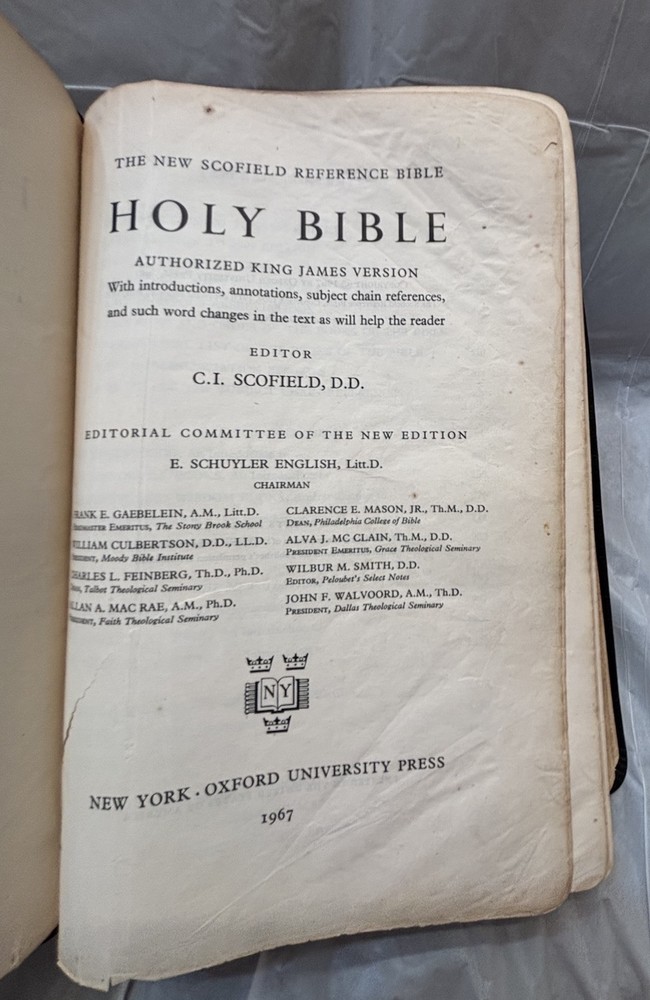 THE NEW SCOFIELD REFERENCE BIBLE
HOLY BIBLE
AUTHORIZED KING JAMES VERSION
With introductions, annotations, subject chain references,
and such word changes in the text as will help the reader
EDITOR
C.I. SCOFIELD, D.D.
EDITORIAL COMMITTEE OF THE NEW EDITION
E. SCHUYLER ENGLISH, Litt.D.
CHAIRMAN
E. GAEBELEIN, A.M., Litt.D.
EMERITUS, The Stony Brook School
CULBERTSON, D.D., LL.D.
Moody Bible Institute
L. FEINBERG, Th.D., Ph.D.
Talbot Theological Seminary
A. MAC RAE, A.M., Ph.D.
Faith Theological Seminary
CLARENCE E. MASON, JR., Th.M., D.D.
DEAN, Philadelphia College of Bible
ALVA J. MC CLAIN, Th.M., D.D.
PRESIDENT EMERITUS, Grace Theological Seminary
WILBUR M. SMITH, D.D.
EDITOR, Peloubet's Select Notes
JOHN F. WALVOORD, A.M., Th.D.
PRESIDENT, Dallas Theological Seminary
NY
NEW YORK · OXFORD UNIVERSITY PRESS
1967